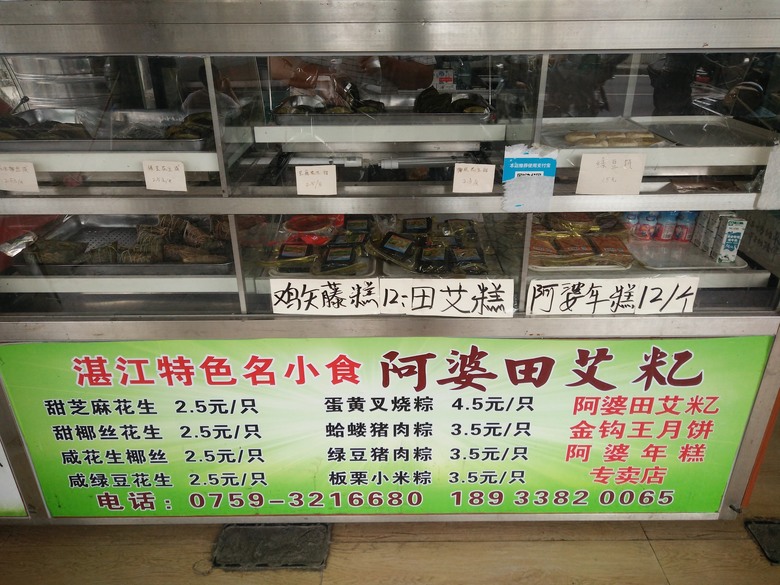 鸡矢藤糕12: 田艾糕
阿婆年糕12/个
湛江特色名小食 阿婆田艾籺
甜芝麻花生 2.5元/只
甜椰丝花生 2.5元/只
咸花生椰丝 2.5元/只
咸绿豆花生 2.5元/只
蛋黄叉烧粽 4.5元/只
蛤蒌猪肉粽 3.5元/只
绿豆猪肉粽 3.5元/只
板栗小米粽 3.5元/只
阿婆田艾籺
金钩王月饼
阿婆年糕
专卖店
电话：0759-3216680 18933820065